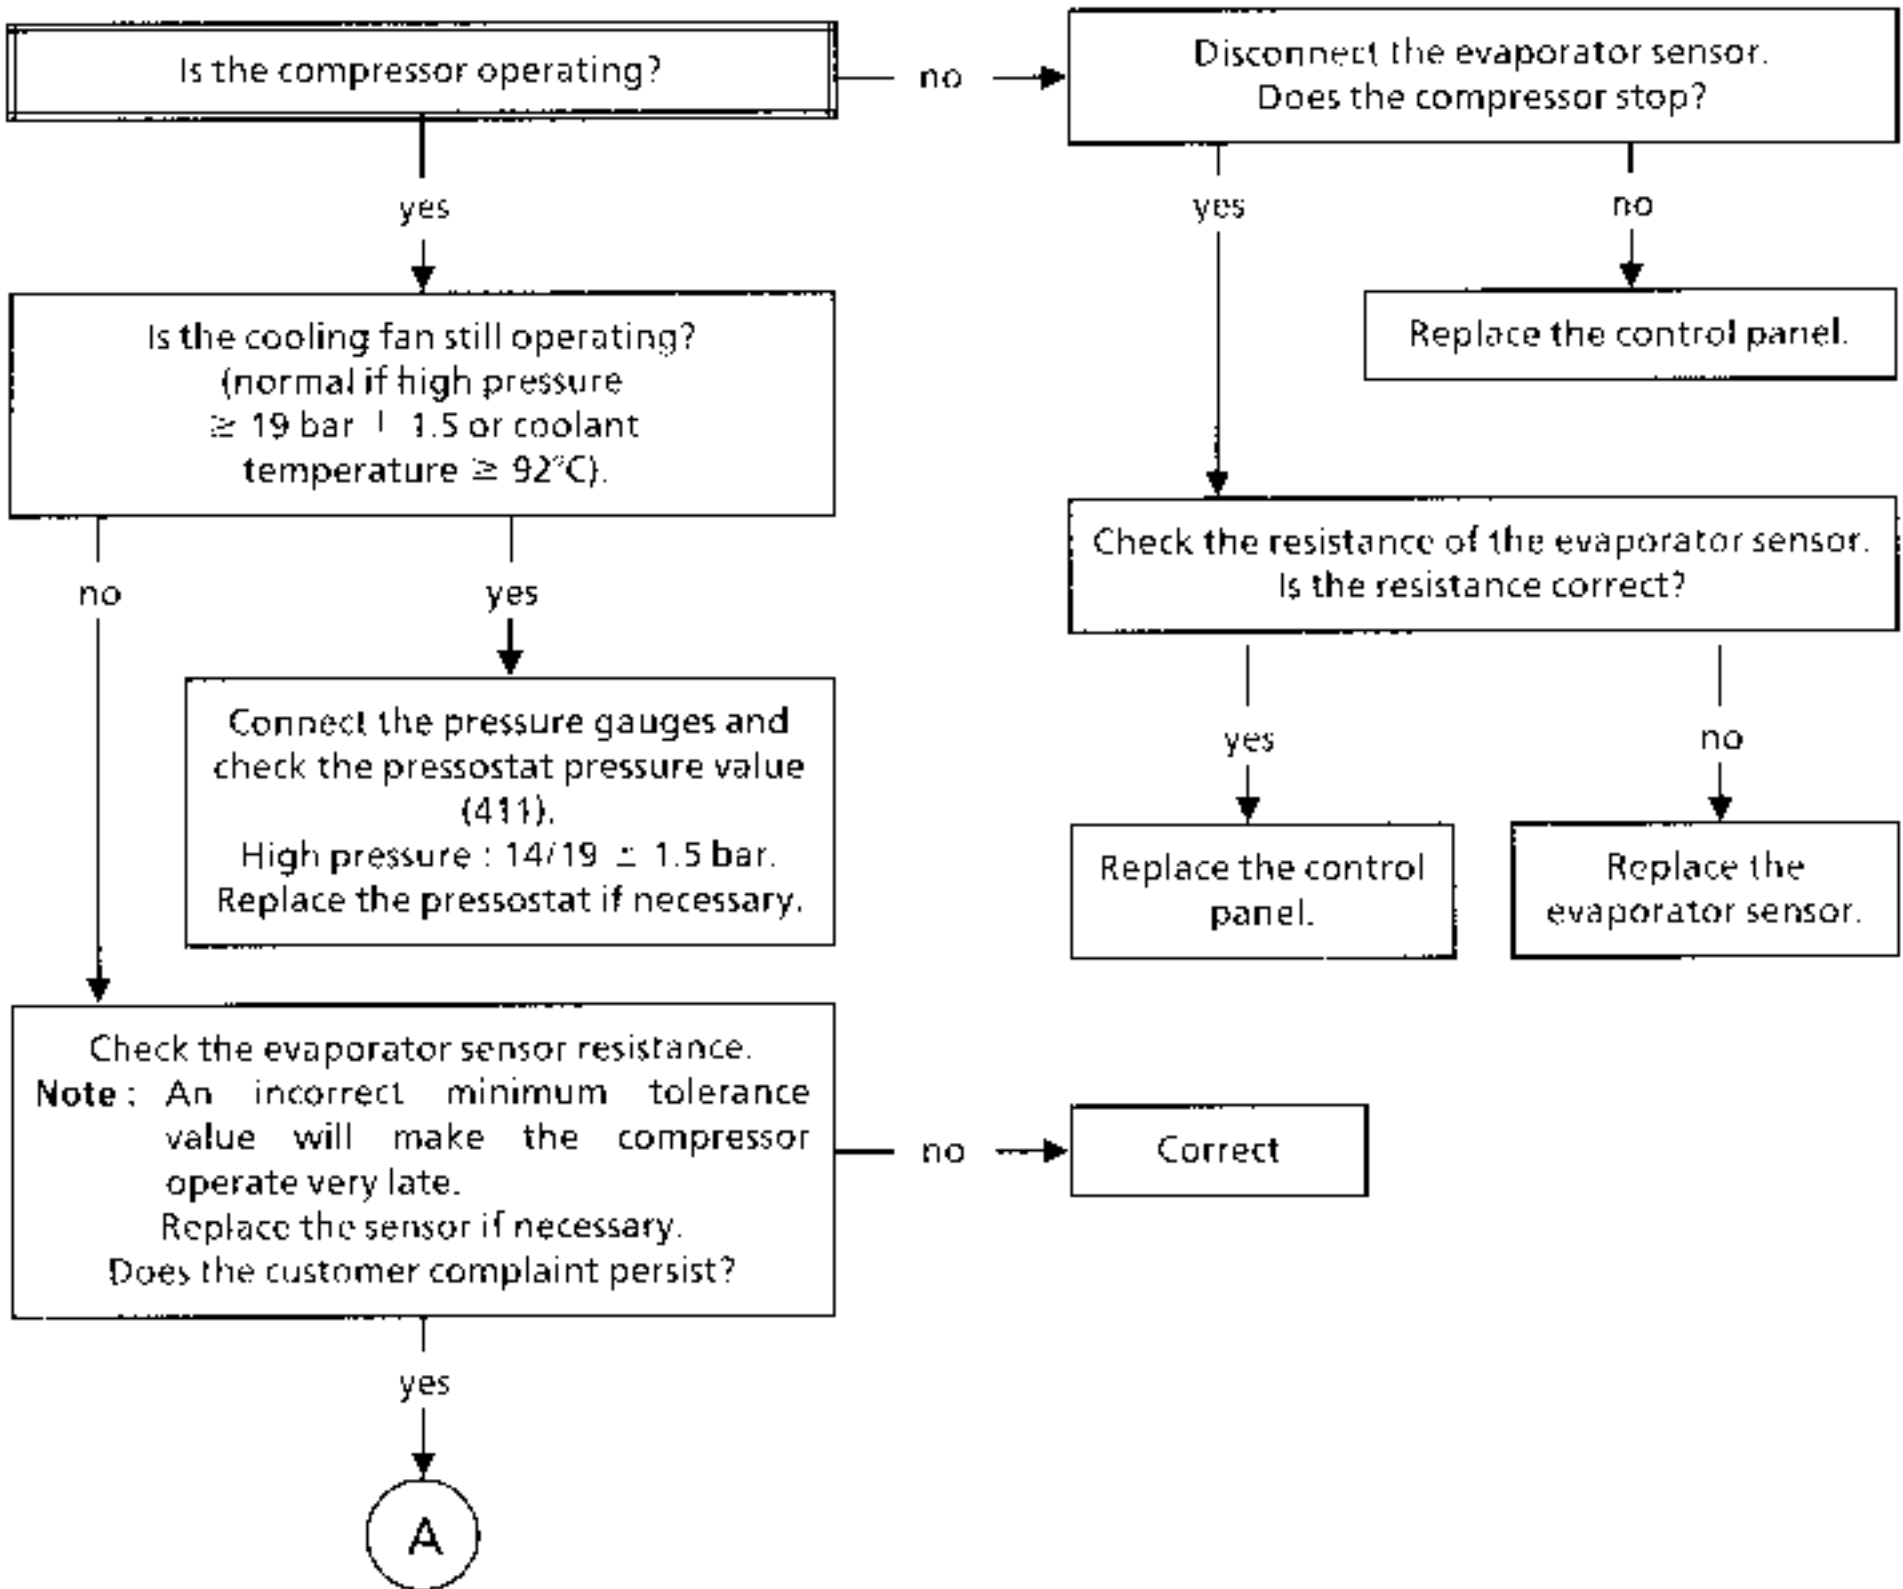 Is the compressor operating?
no
Disconnect the evaporator sensor.
Does the compressor stop?
yes
yes
no
Is the cooling fan still operating?
(normal if high pressure
≥ 19 bar 1.5 or coolant
temperature ≥ 92°C).
Replace the control panel.
no
yes
Check the resistance of the evaporator sensor.
Is the resistance correct?
Connect the pressure gauges and
check the pressostat pressure value
(411).
High pressure : 14/19 ± 1.5 bar.
Replace the pressostat if necessary.
yes
no
Replace the control
panel.
Replace the
evaporator sensor.
Check the evaporator sensor resistance.
Note : An incorrect minimum tolerance
value will make the compressor
operate very late.
Replace the sensor if necessary.
Does the customer complaint persist?
no
Correct
yes
A